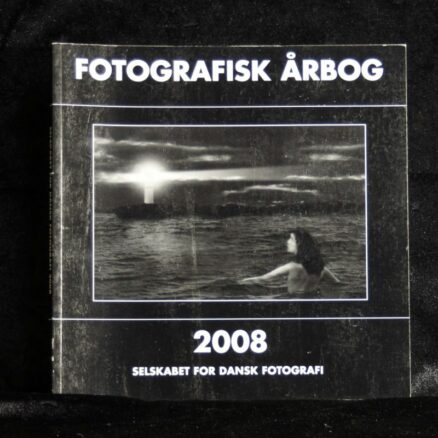 FOTOGRAFISK ÅRBOG
2008
SELSKABET FOR DANSK FOTOGRAFI